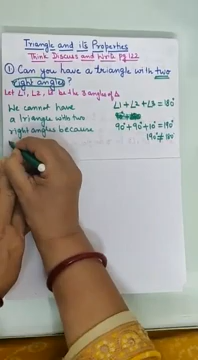 Triangle and its Properties
Think Discuss and Write Pg 122
① Can you have a triangle with two
right angles
Let ∠1, ∠2, ∠3 be the 3 angles of Δ
We cannot have
a triangle with two
right angles because
∠1 + ∠2 + ∠3 = 180°
90° + 90° + 10° = 190°
190° ≠ 180°